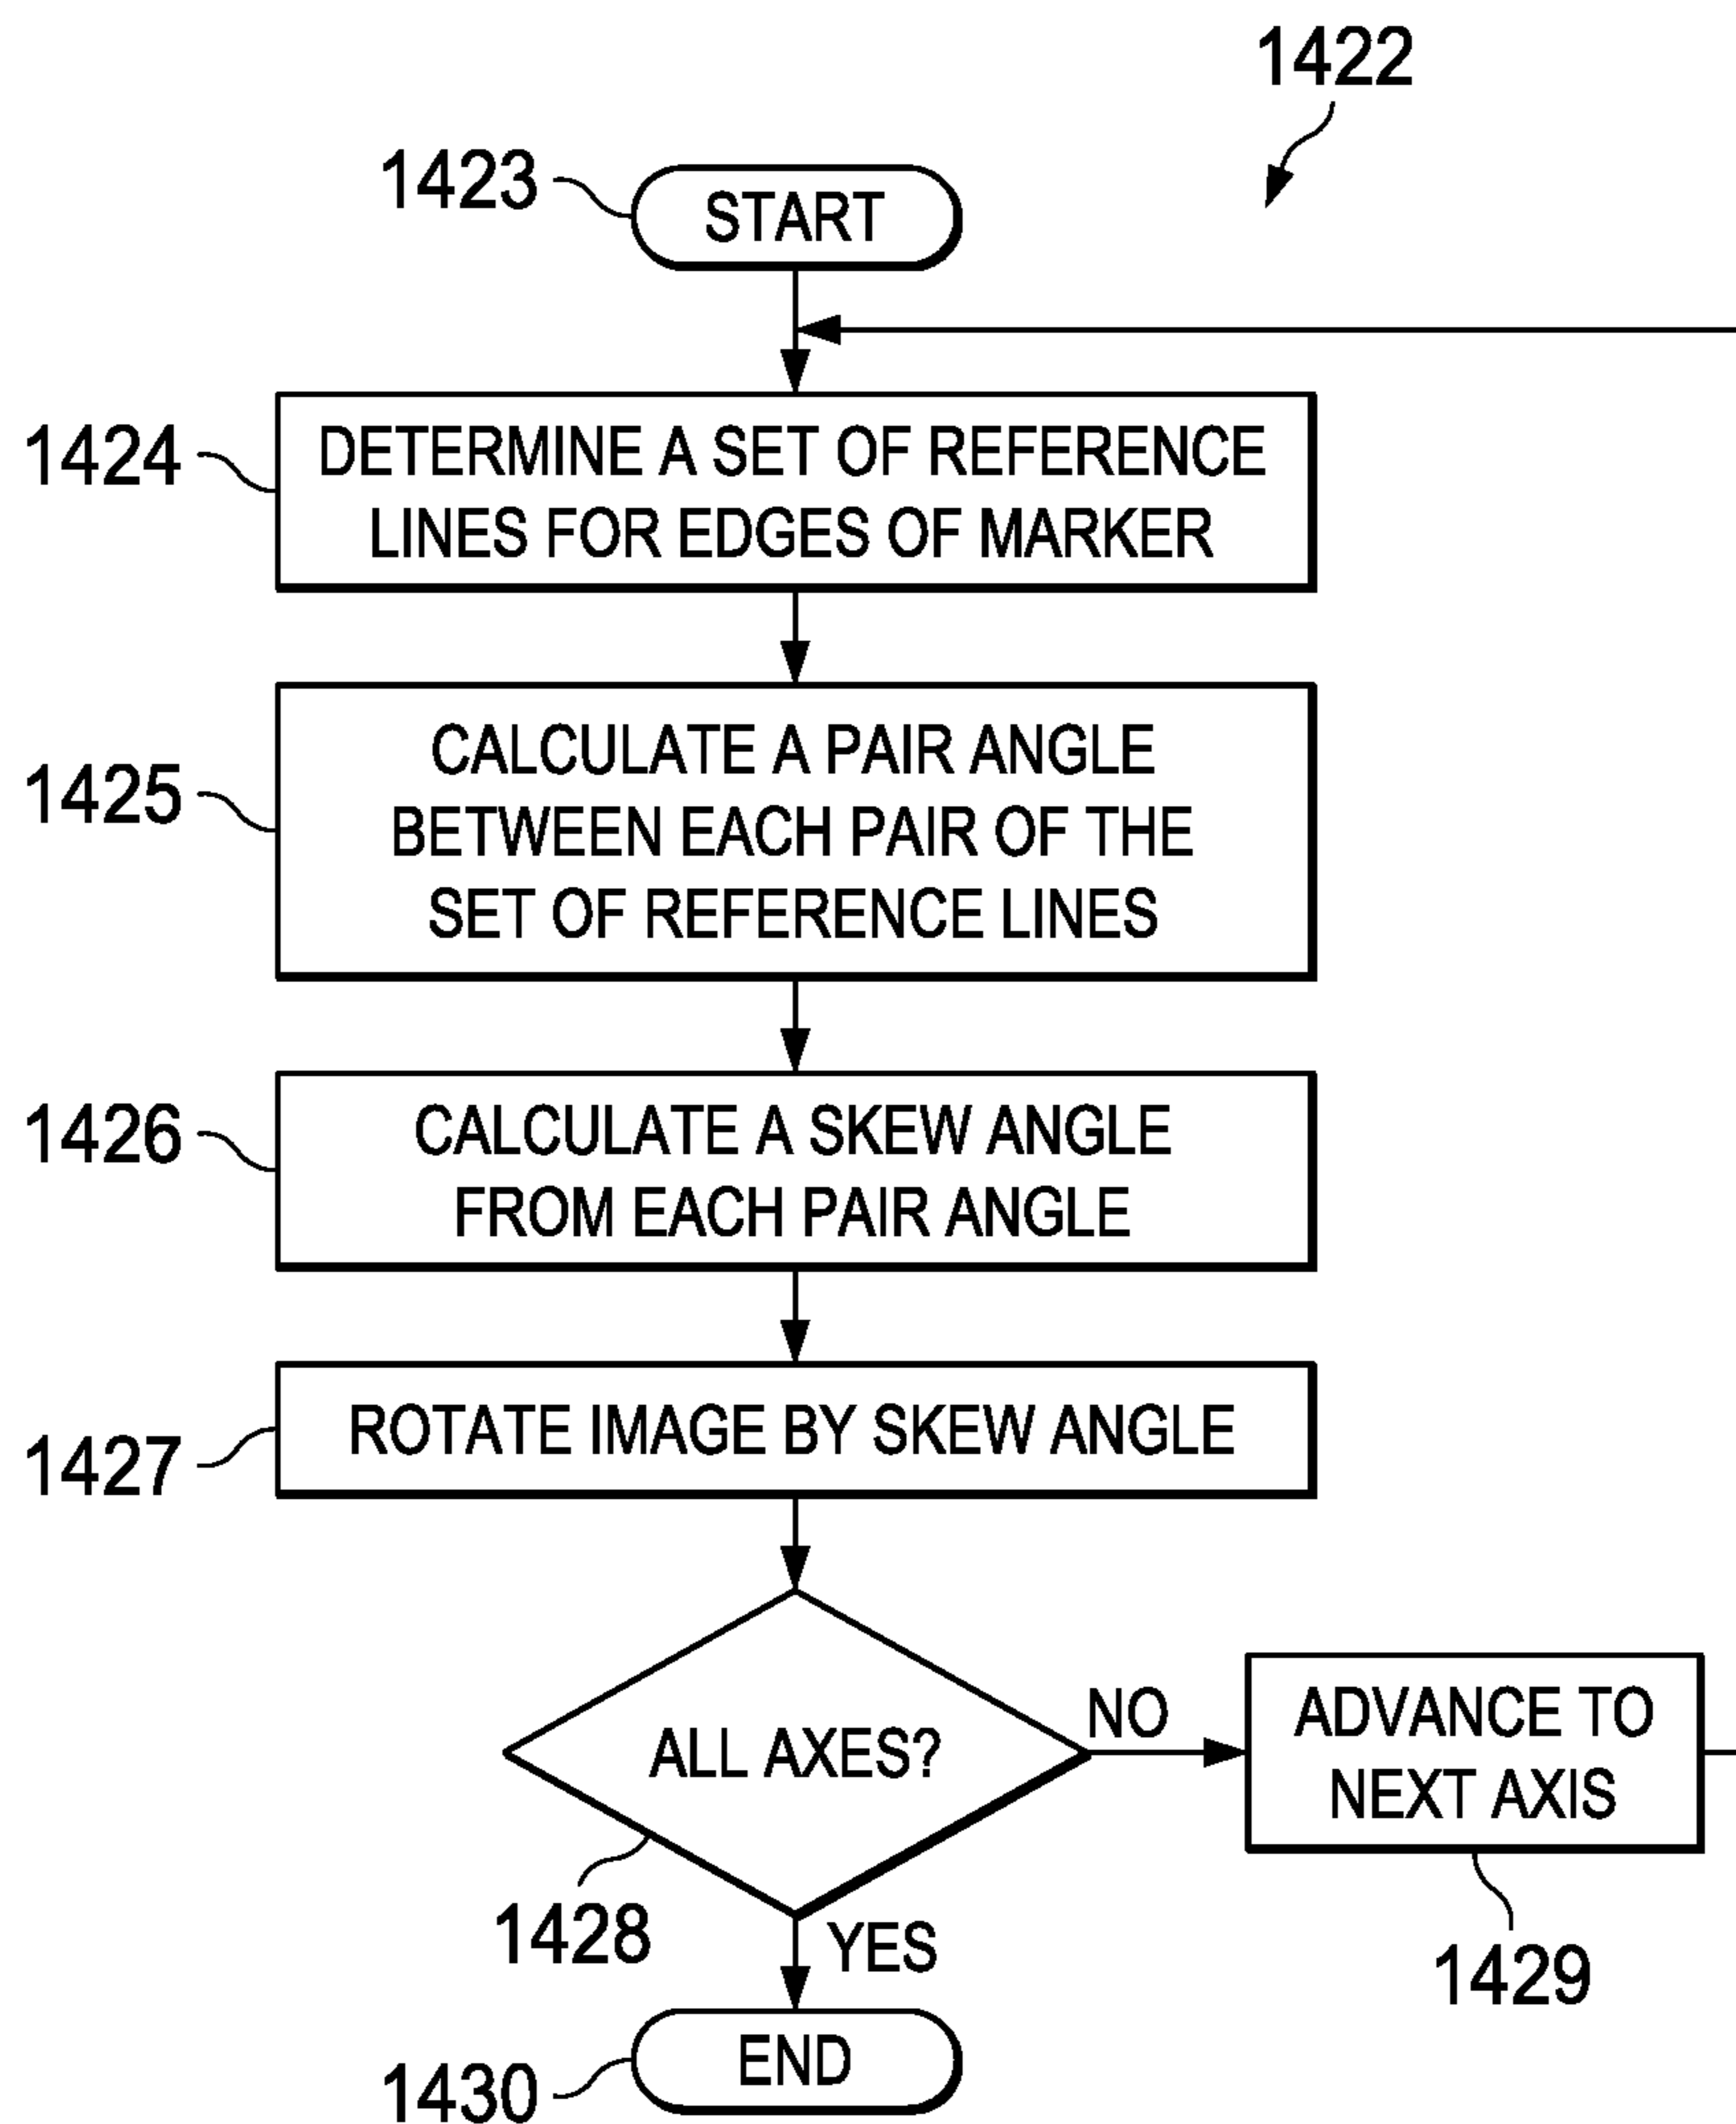 1422
1423
START
1424
DETERMINE A SET OF REFERENCE
LINES FOR EDGES OF MARKER
1425
CALCULATE A PAIR ANGLE
BETWEEN EACH PAIR OF THE
SET OF REFERENCE LINES
1426
CALCULATE A SKEW ANGLE
FROM EACH PAIR ANGLE
1427
ROTATE IMAGE BY SKEW ANGLE
ALL AXES?
NO
ADVANCE TO
NEXT AXIS
1428
YES
1429
END
1430